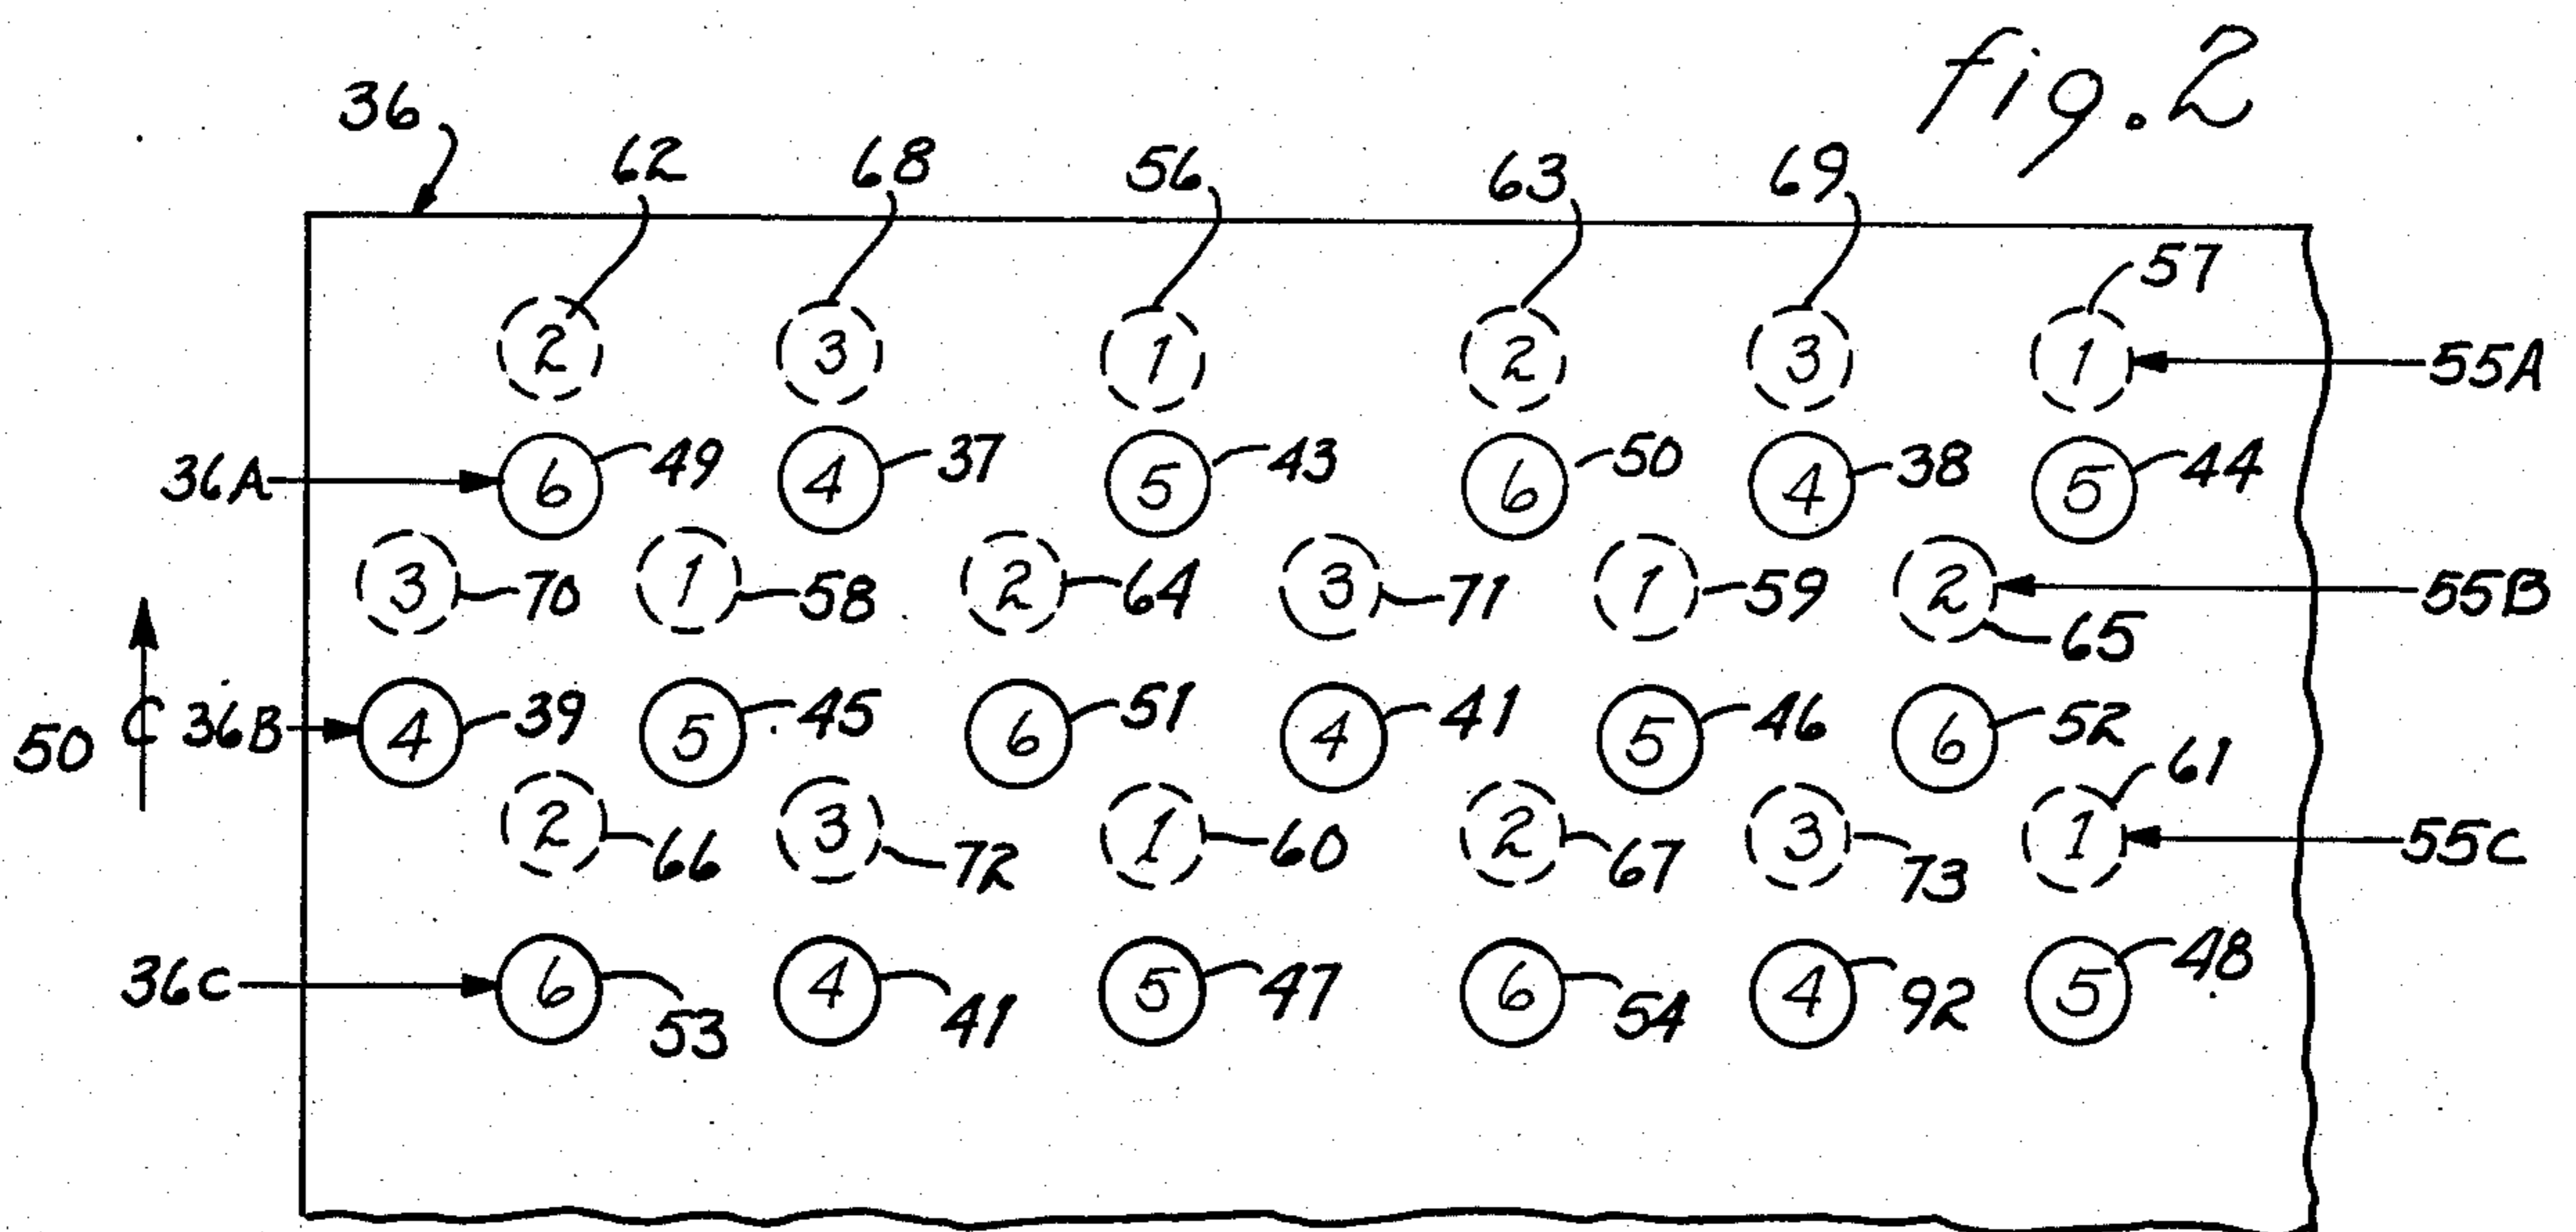 fig. 2
36
62 68 56 63 69
57
2 3 1 2 3 1 55A
36A 6 49 4 37 5 43 6 50 4 38 5 44
3 70 1 58 2 64 3 71 1 59 2 65 55B
50 36B 4 39 5 45 6 51 4 41 5 46 6 52
61
2 66 3 72 1 60 2 67 3 73 1 55C
36C 6 53 4 41 5 47 6 54 4 92 5 48